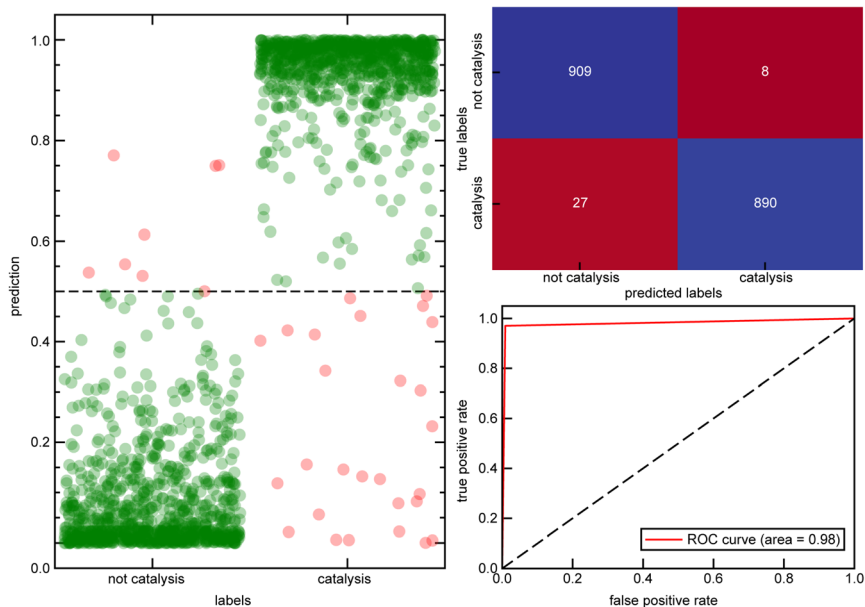 1.0
0.8
0.6
0.4
0.2
0.0
prediction
not catalysis
catalysis
labels
true labels
not catalysis
catalysis
909
8
27
890
not catalysis
catalysis
predicted labels
1.0
0.8
0.6
0.4
0.2
0.0
true positive rate
ROC curve (area = 0.98)
0.0
0.2
0.4
0.6
0.8
1.0
false positive rate